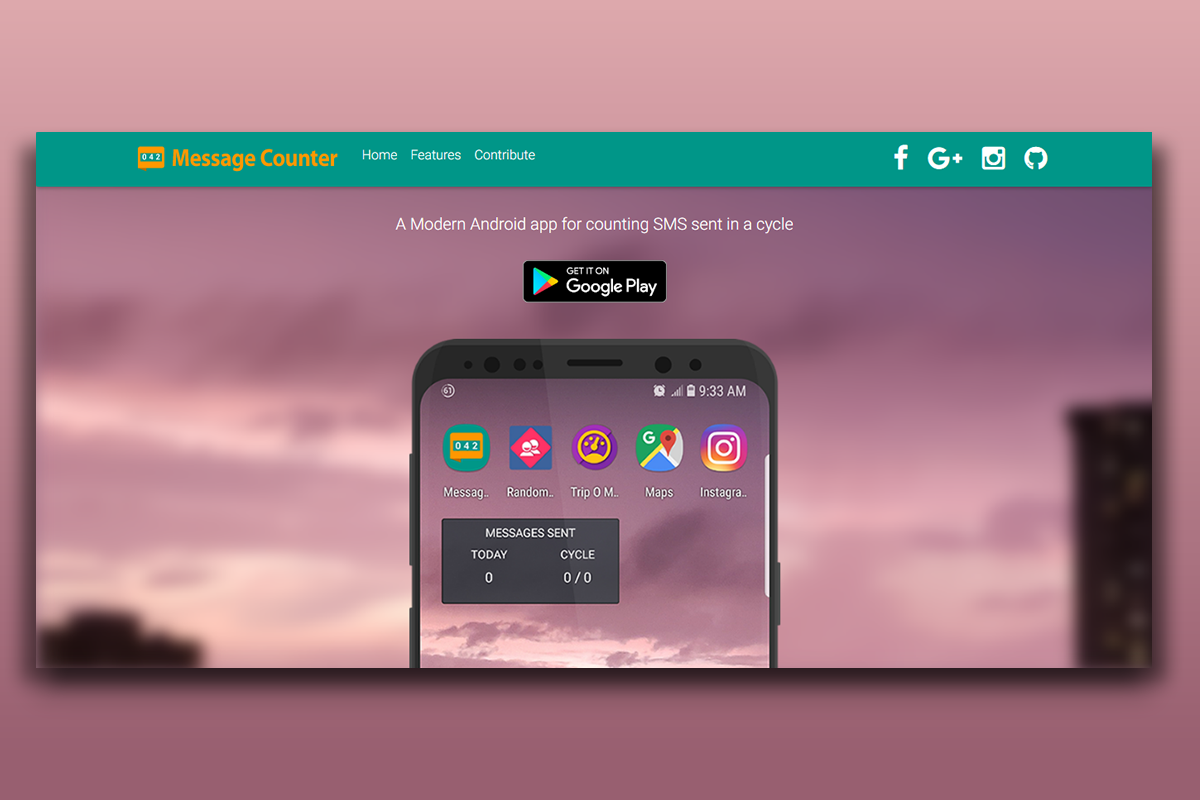 042 Message Counter Home Features Contribute
A Modern Android app for counting SMS sent in a cycle
GET IT ON
Google Play
61 9:33 AM
042
G
Messag.. Random.. Trip O M.. Maps Instagra..
MESSAGES SENT
TODAY CYCLE
0 0 / 0